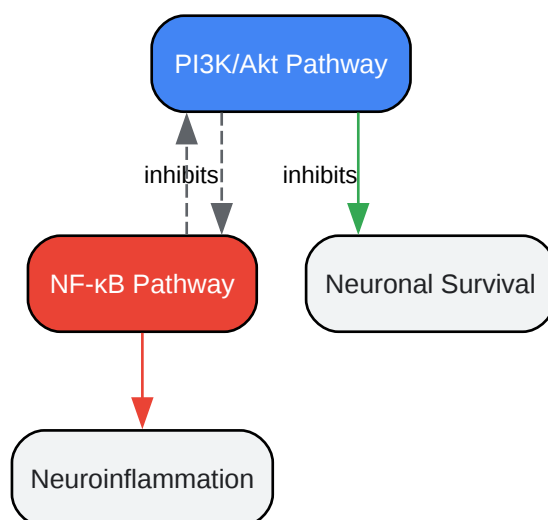 PI3K/Akt Pathway
inhibits
inhibits
NF-κB Pathway
Neuronal Survival
Neuroinflammation